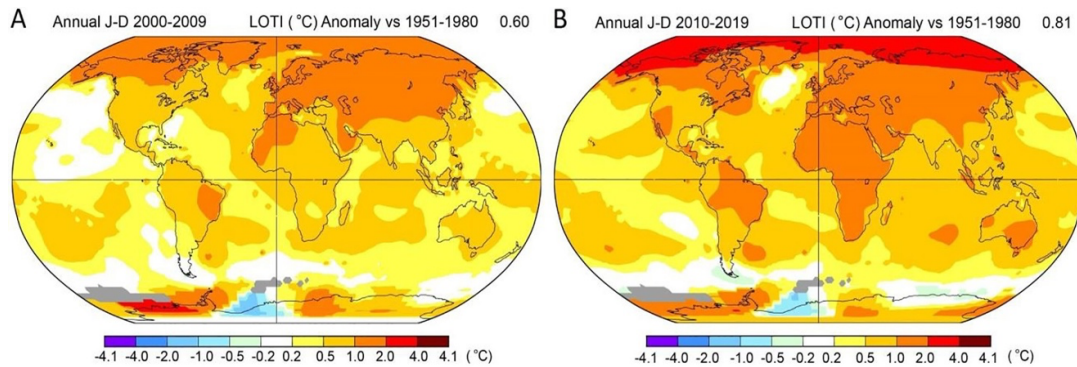 A Annual J-D 2000-2009 LOTI (°C) Anomaly vs 1951-1980 0.60
-4.1 -4.0 -2.0 -1.0 -0.5 -0.2 0.2 0.5 1.0 2.0 4.0 4.1 (°C)
B Annual J-D 2010-2019 LOTI (°C) Anomaly vs 1951-1980 0.81
-4.1 -4.0 -2.0 -1.0 -0.5 -0.2 0.2 0.5 1.0 2.0 4.0 4.1 (°C)